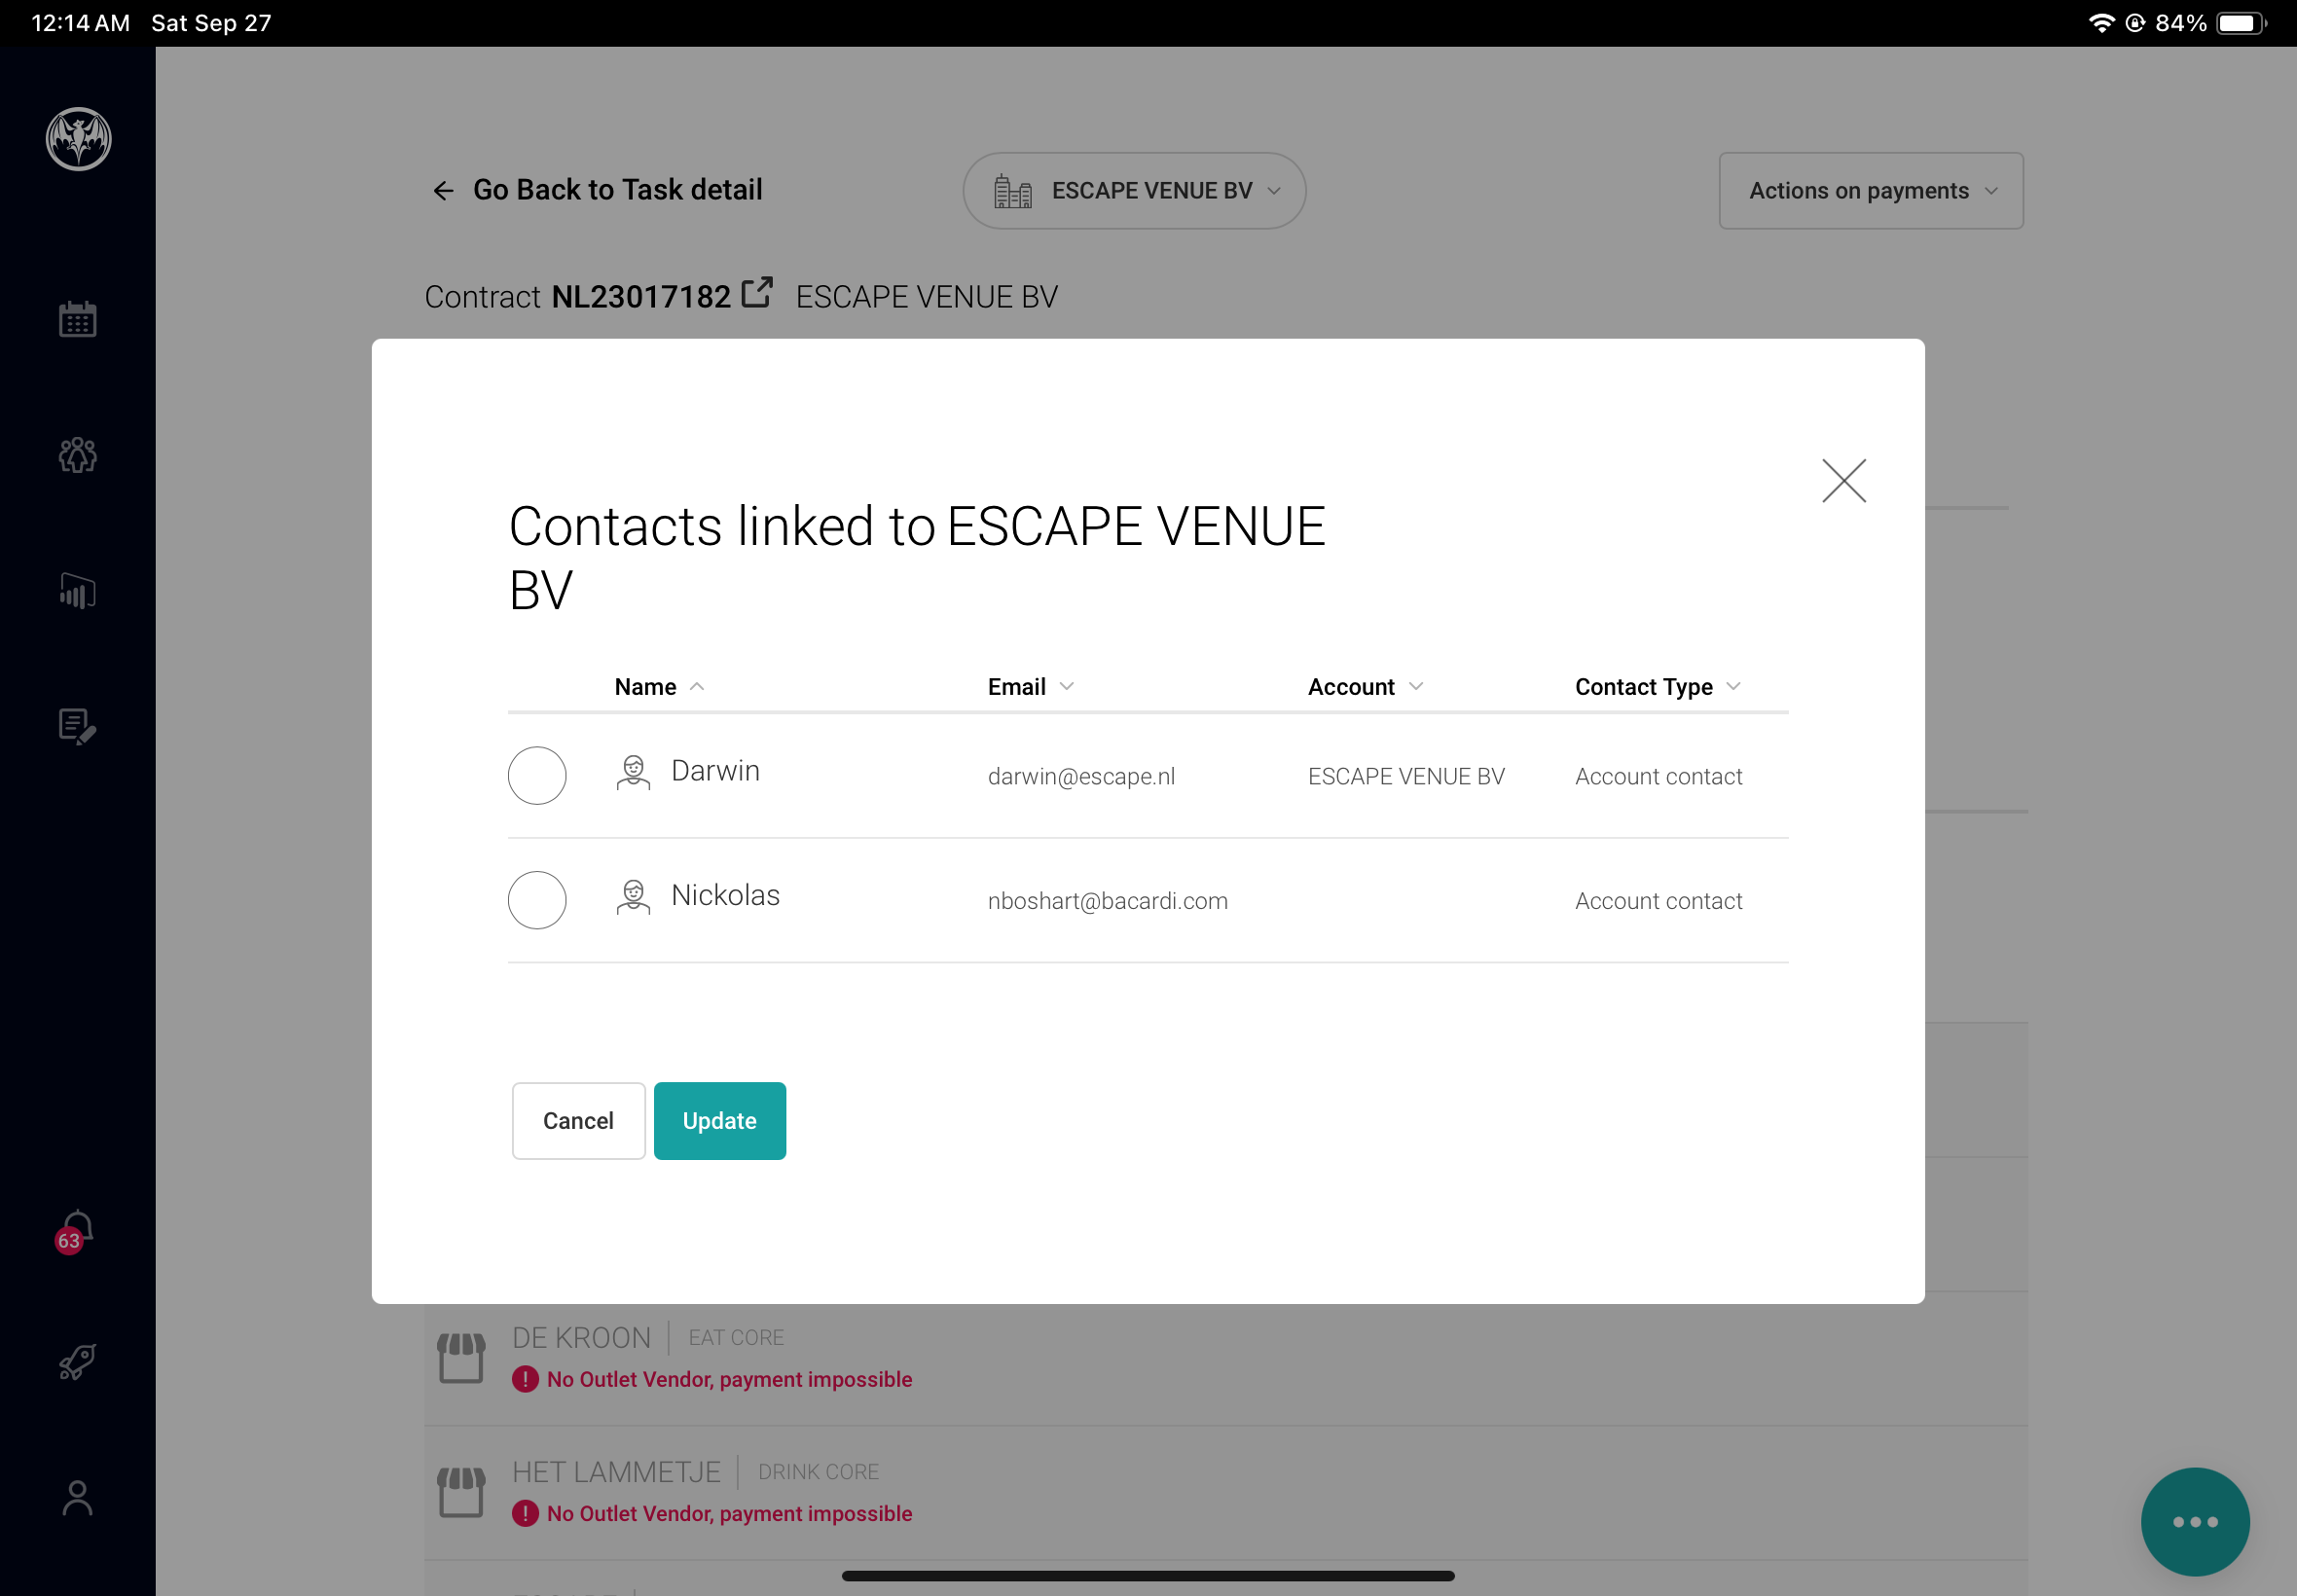 12:14 AM Sat Sep 27
84%
Go Back to Task detail
ESCAPE VENUE BV
Actions on payments
Contract NL23017182 ESCAPE VENUE BV
Contacts linked to ESCAPE VENUE
BV
Name Email Account Contact Type
Darwin darwin@escape.nl ESCAPE VENUE BV Account contact
Nickolas nboshart@bacardi.com Account contact
Cancel Update
63
DE KROON EAT CORE
! No Outlet Vendor, payment impossible
HET LAMMETJE DRINK CORE
! No Outlet Vendor, payment impossible